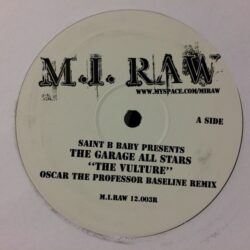 M.I. RAW
WWW.MYSPACE.COM/MIRAW
A SIDE
SAINT B BABY PRESENTS
THE GARAGE ALL STARS
"THE VULTURE"
OSCAR THE PROFESSOR BASELINE REMIX
M.I.RAW 12.003R